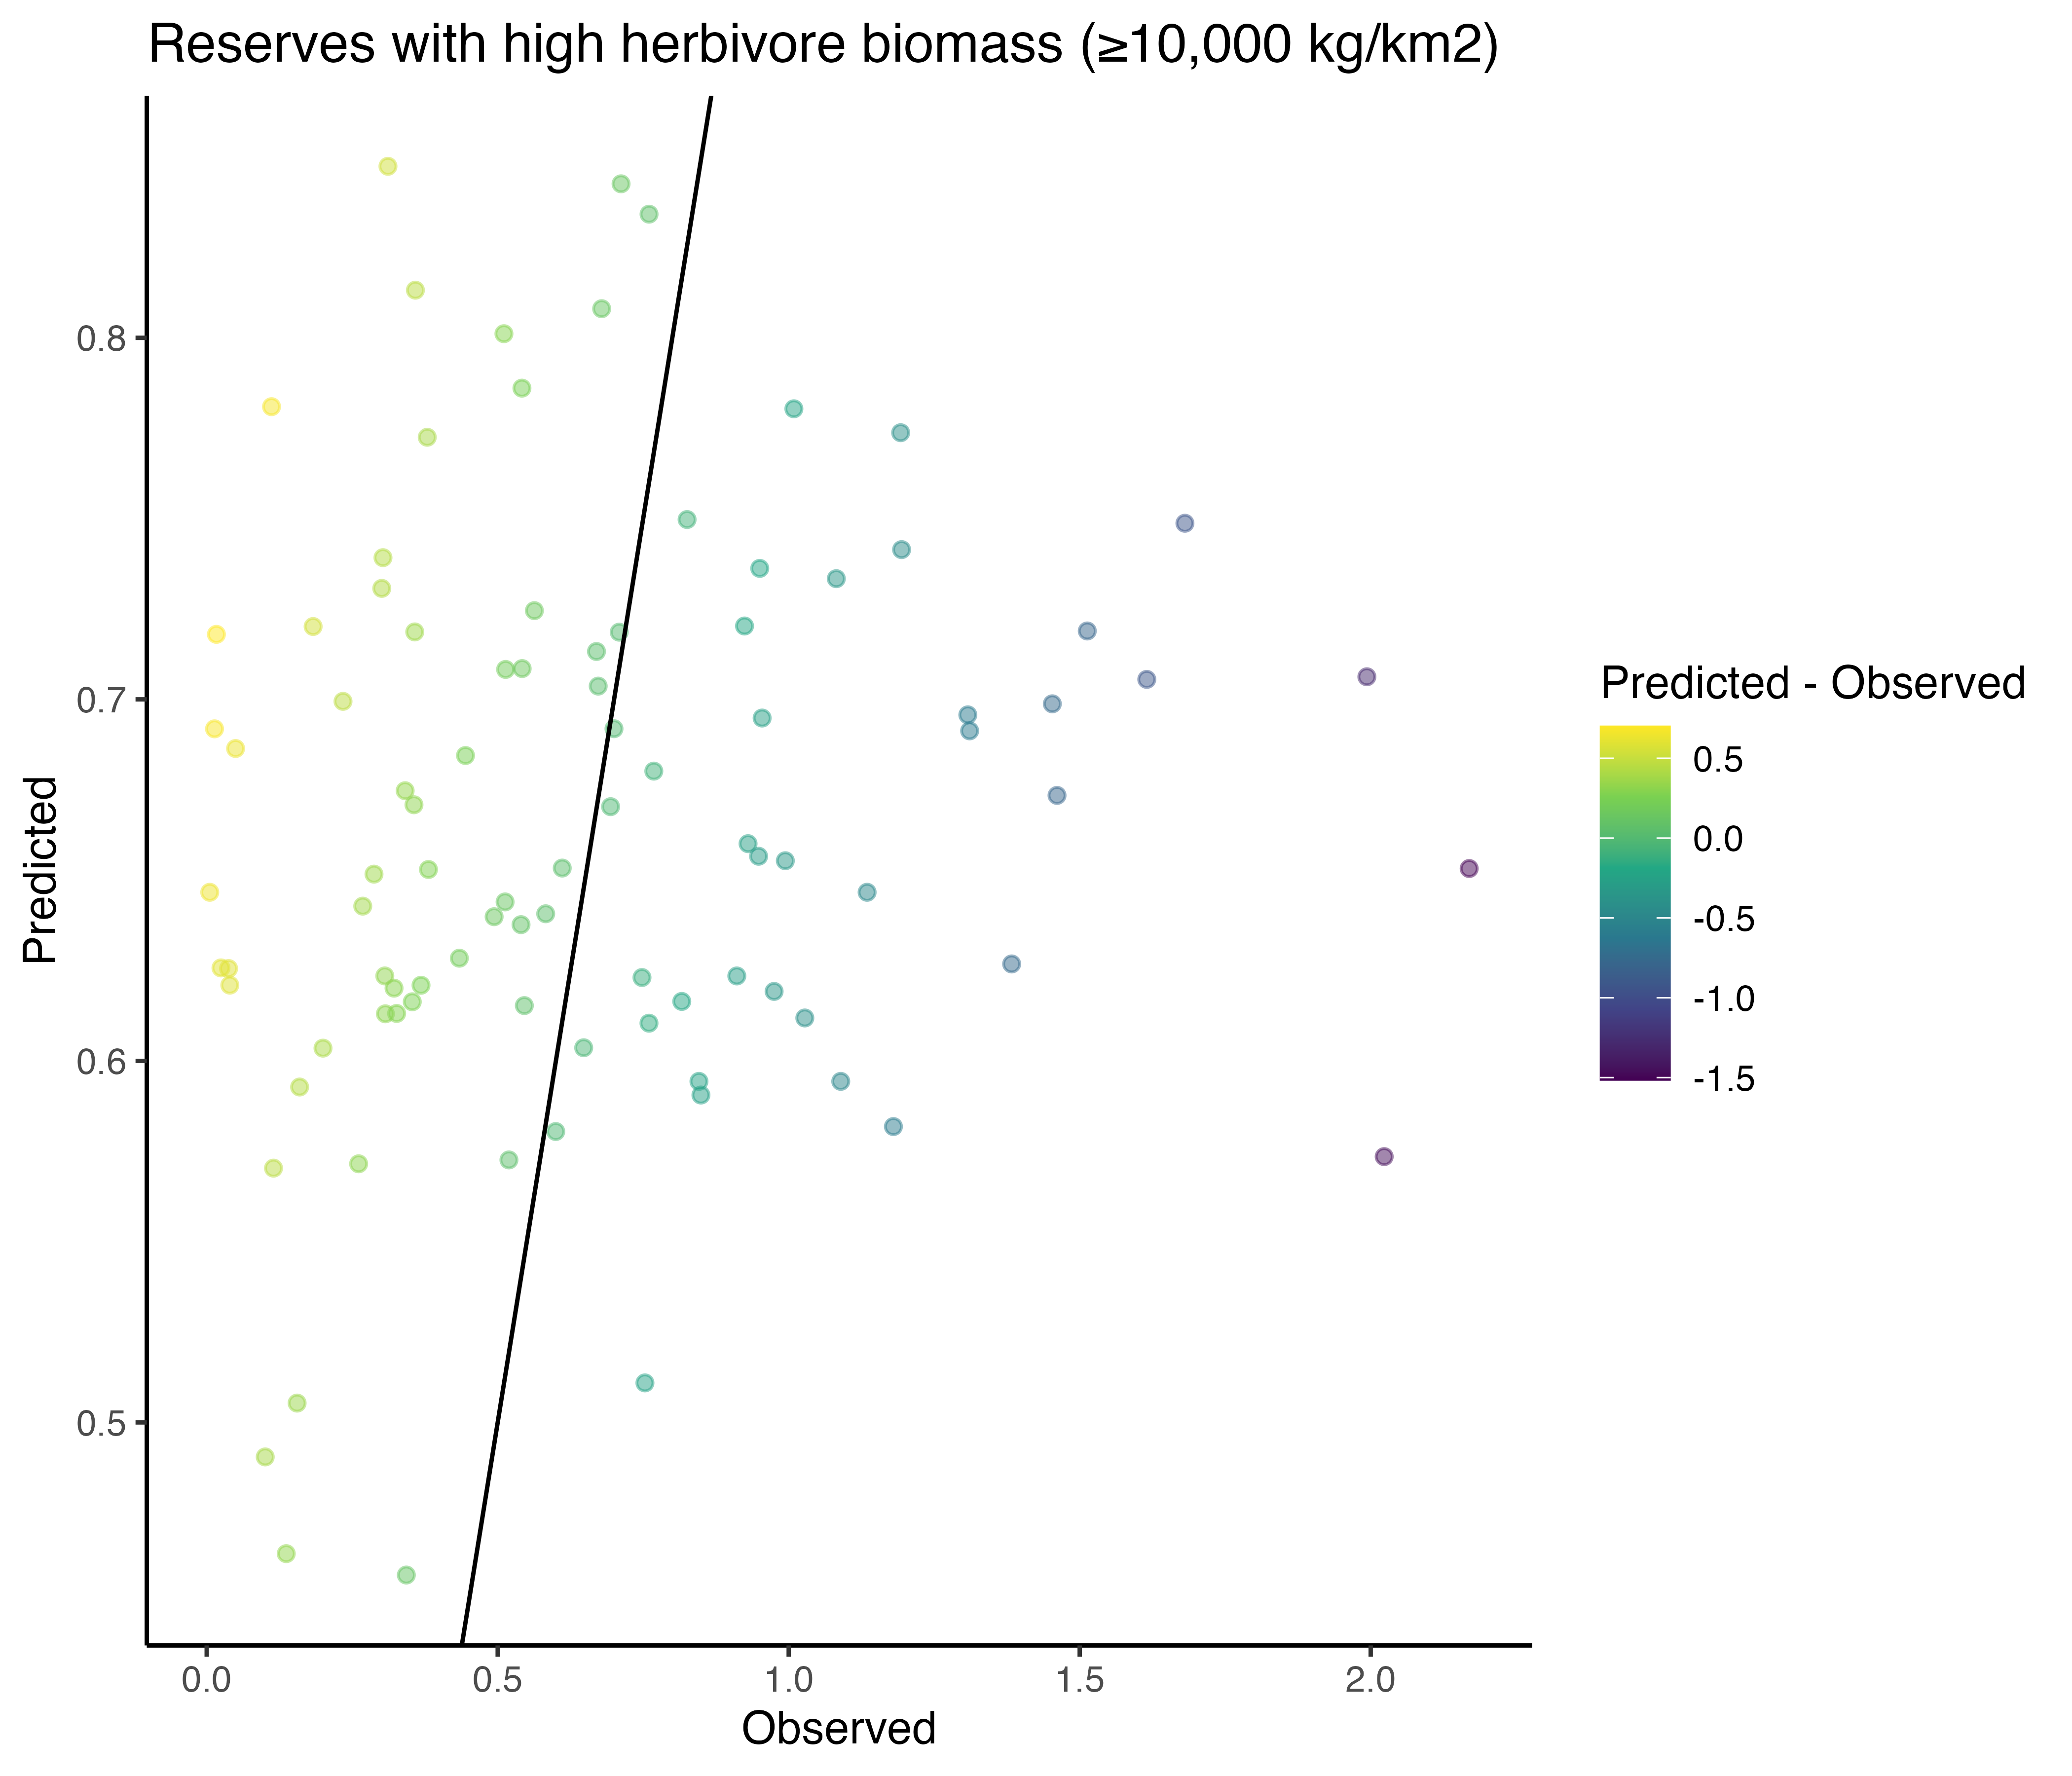 Reserves with high herbivore biomass (≥10,000 kg/km2)
Predicted
0.8
0.7
0.6
0.5
0.0 0.5 1.0 1.5 2.0
Observed
Predicted - Observed
0.5
0.0
-0.5
-1.0
-1.5